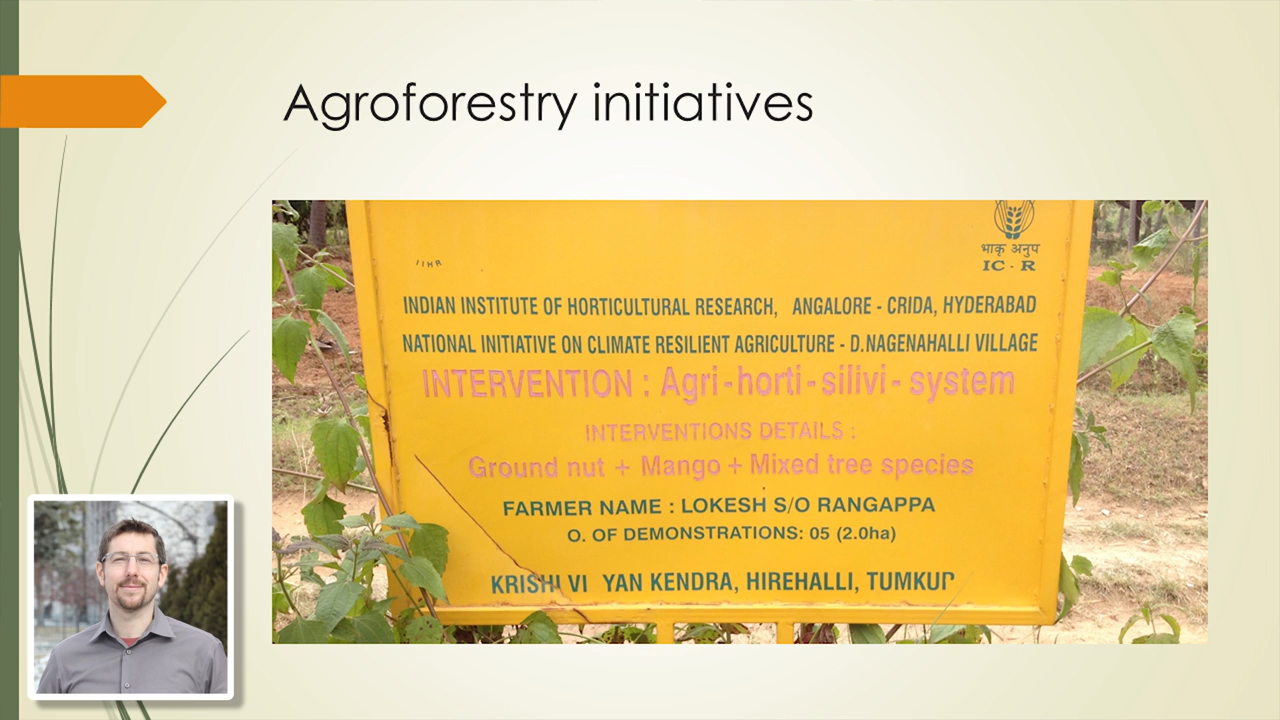 Agroforestry initiatives
भाकृ अनुप
IC R
IIHR
INDIAN INSTITUTE OF HORTICULTURAL RESEARCH, ANGALORE - CRIDA, HYDERABAD
NATIONAL INITIATIVE ON CLIMATE RESILIENT AGRICULTURE - D.NAGENAHALLI VILLAGE
INTERVENTION : Agri-horti-silivi-system
INTERVENTIONS DETAILS :
Ground nut + Mango + Mixed tree species
FARMER NAME : LOKESH S/O RANGAPPA
O. OF DEMONSTRATIONS: 05 (2.0ha)
KRISHI VI YAN KENDRA, HIREHALLI, TUMKUR